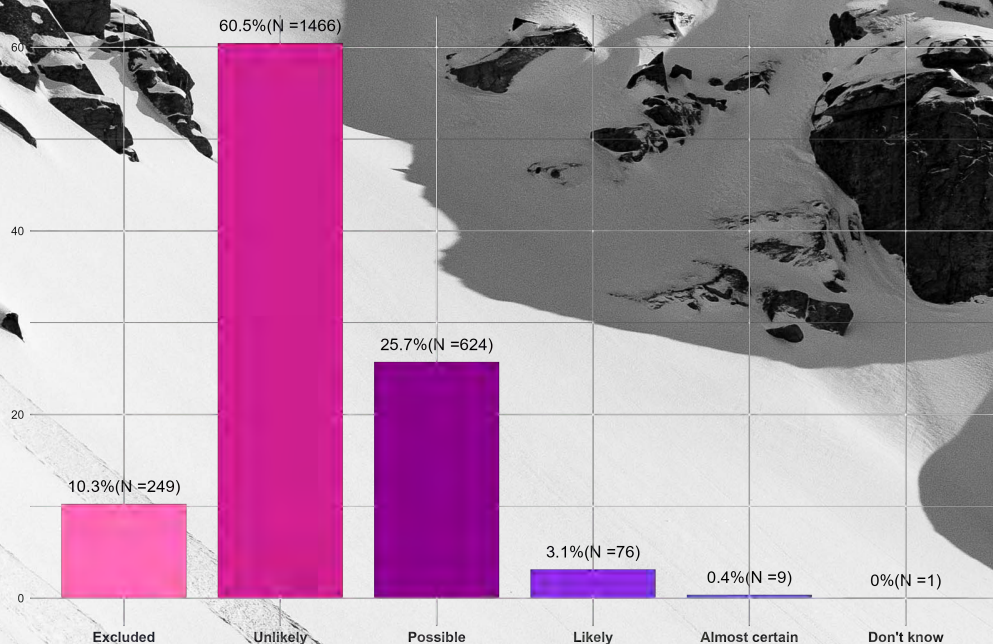 60.5%(N =1466)
60
40
25.7%(N =624)
20
10.3%(N =249)
3.1%(N =76)
0.4%(N =9)
0%(N =1)
0
Excluded Unlikely Possible Likely Almost certain Don't know